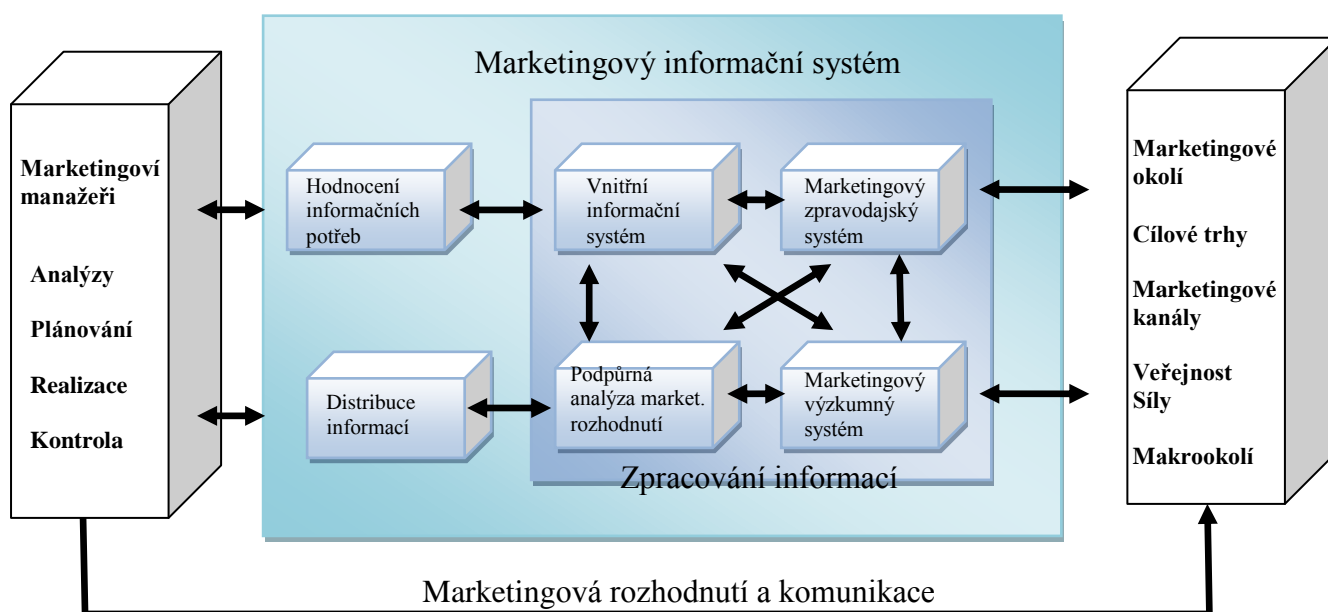 Marketingový informační systém
Marketingoví
manažeři
Analýzy
Plánování
Realizace
Kontrola
Hodnocení
informačních
potřeb
Distribuce
informací
Vnitřní
informační
systém
Marketingový
zpravodajský
systém
Podpůrná
analýza market.
rozhodnutí
Marketingový
výzkumný
systém
Zpracování informací
Marketingové
okolí
Cílové trhy
Marketingové
kanály
Veřejnost
Síly
Makrookolí
Marketingová rozhodnutí a komunikace